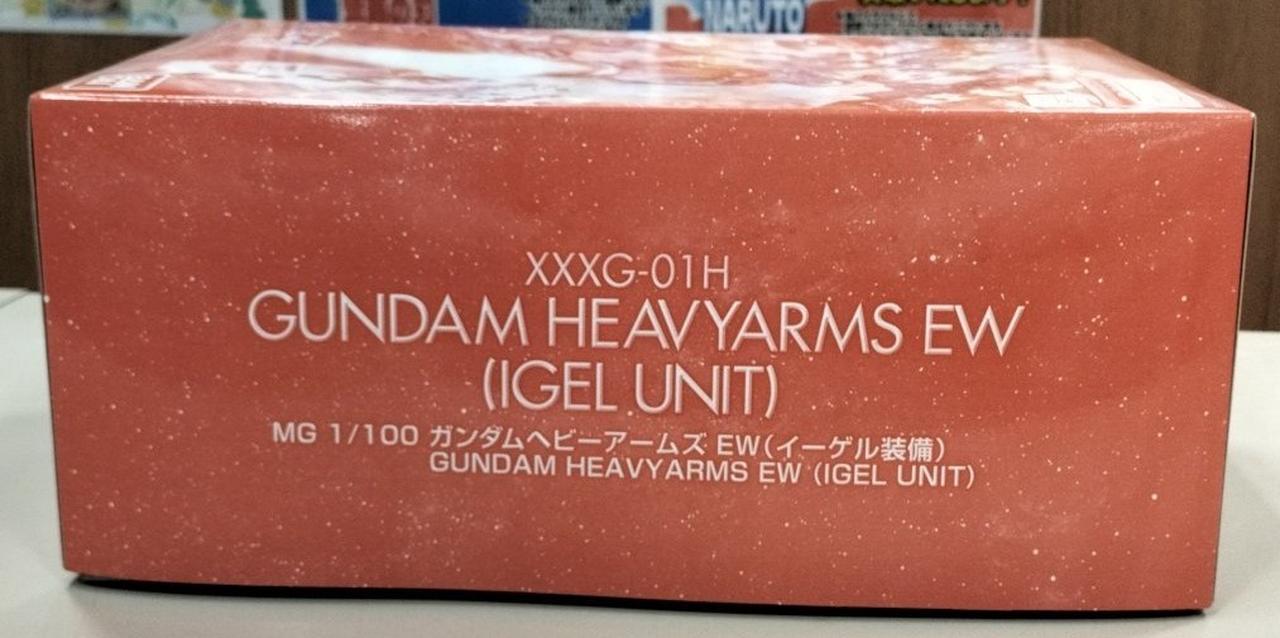 NARUTO
XXXG-01H
GUNDAM HEAVYARMS EW
(IGEL UNIT)
MG 1/100 ガンダムヘビーアームズ EW(イーゲル装備)
GUNDAM HEAVYARMS EW (IGEL UNIT)